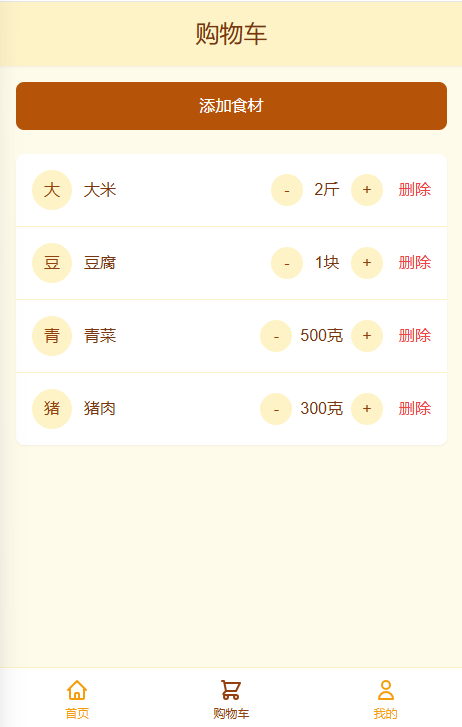 购物车
添加食材
大 大米 - 2斤 + 删除
豆 豆腐 - 1块 + 删除
青 青菜 - 500克 + 删除
猪 猪肉 - 300克 + 删除
首页 购物车 我的